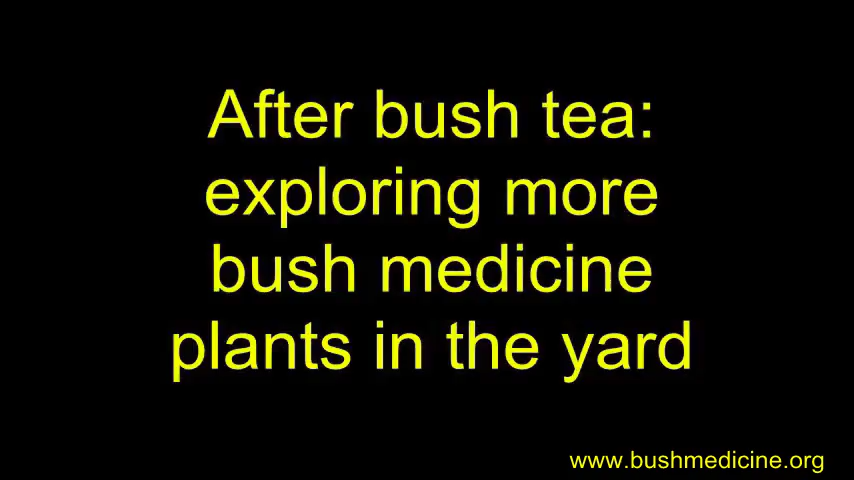 After bush tea:
exploring more
bush medicine
plants in the yard
www.bushmedicine.org